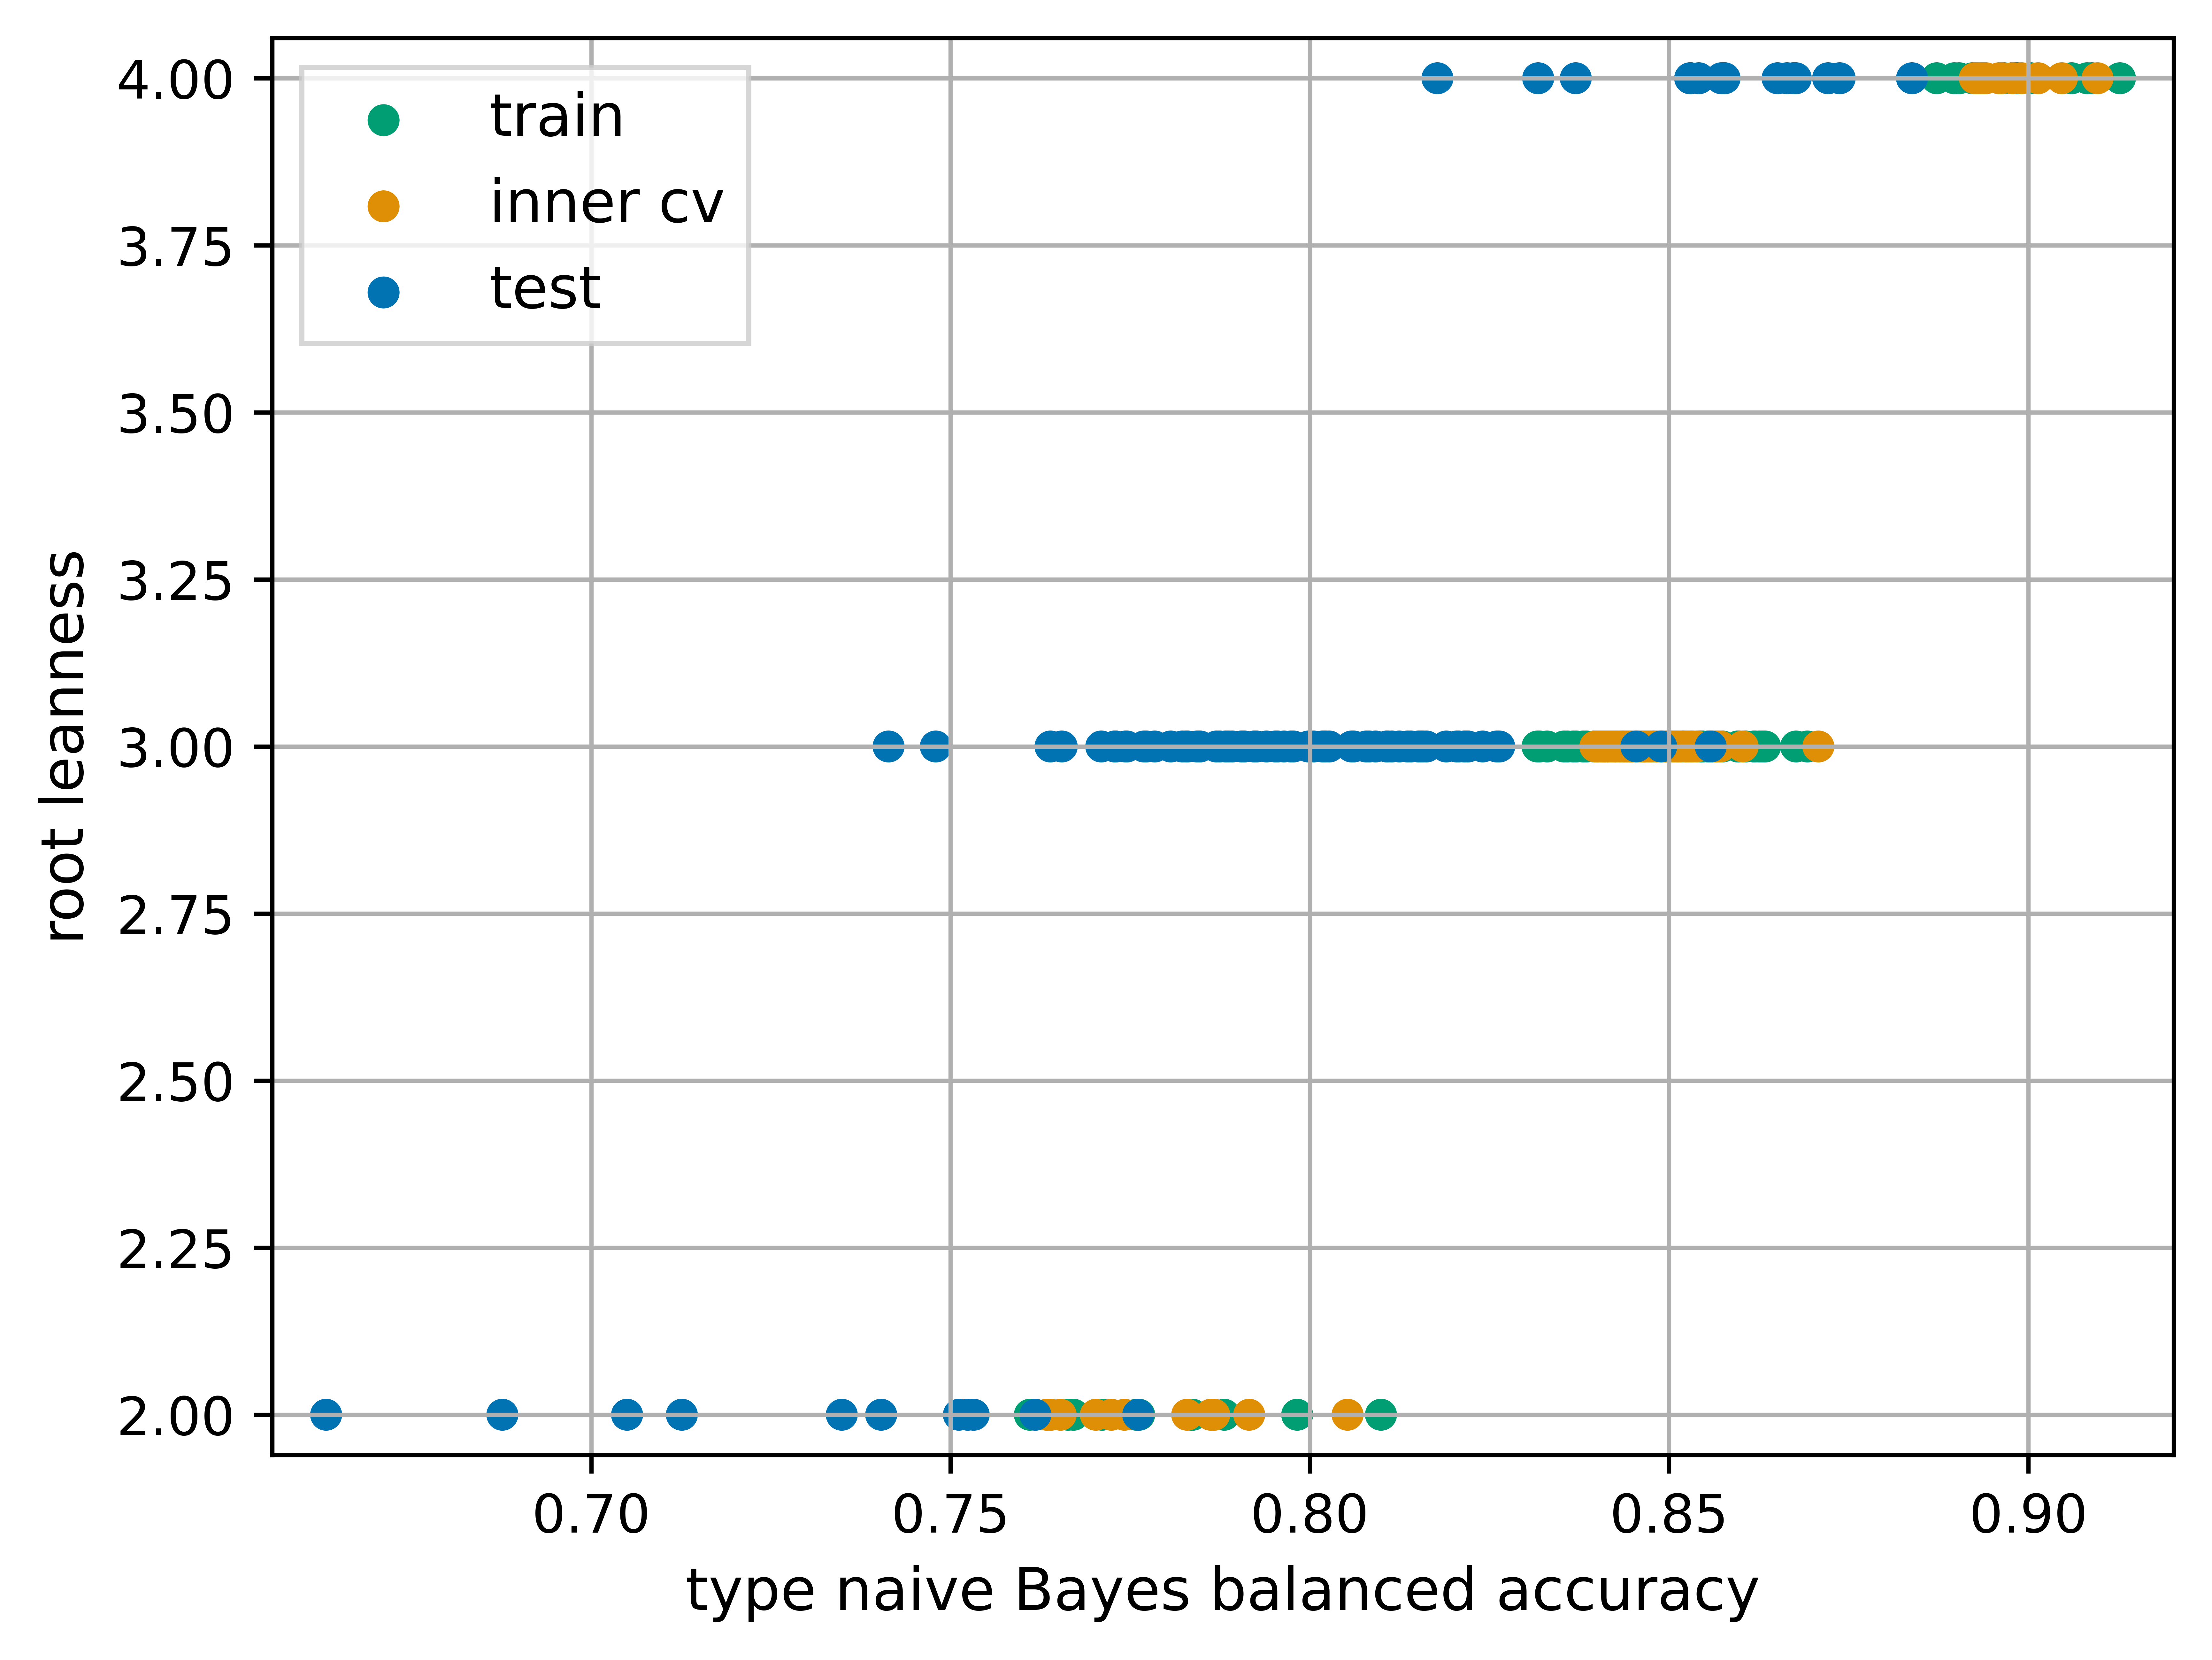 train
inner cv
test
4.00
3.75
3.50
3.25
3.00
2.75
2.50
2.25
2.00
root leanness
0.70 0.75 0.80 0.85 0.90
type naive Bayes balanced accuracy